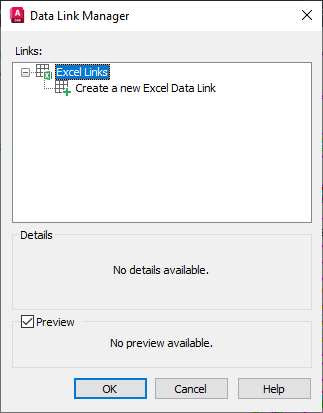 Data Link Manager
Links:
Excel Links
Create a new Excel Data Link
Details
No details available.
Preview
No preview available.
OK Cancel Help